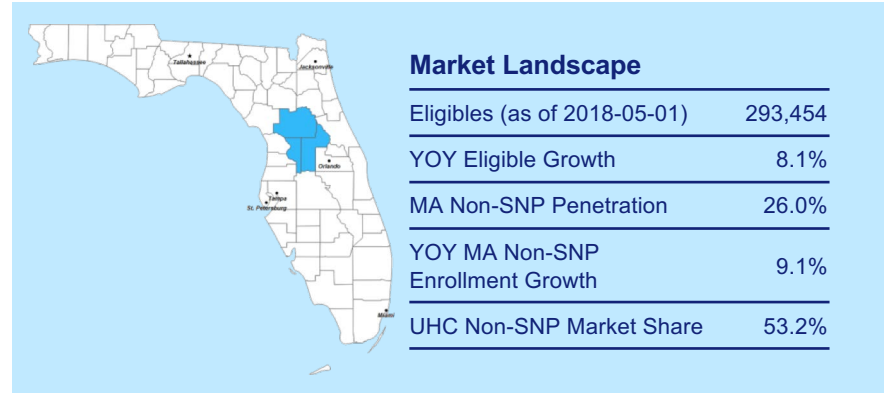 Tallahassee
Jacksonville
Orlando
Tampa
St. Petersburg
Miami
Market Landscape
Eligibles (as of 2018-05-01) 293,454
YOY Eligible Growth 8.1%
MA Non-SNP Penetration 26.0%
YOY MA Non-SNP
Enrollment Growth 9.1%
UHC Non-SNP Market Share 53.2%